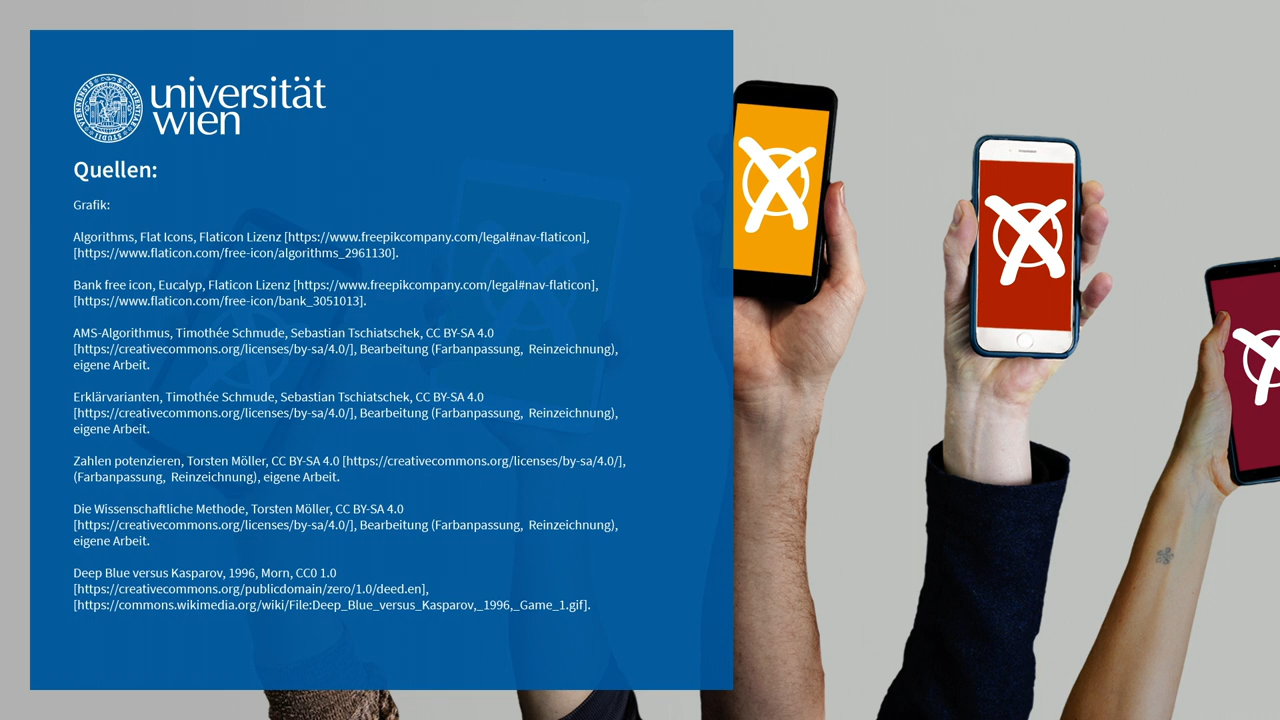 universität
wien
Quellen:
Grafik:
Algorithms, Flat Icons, Flaticon Lizenz [https://www.freepikcompany.com/legal#nav-flaticon],
[https://www.flaticon.com/free-icon/algorithms_2961130].
Bank free icon, Eucalyp, Flaticon Lizenz [https://www.freepikcompany.com/legal#nav-flaticon],
[https://www.flaticon.com/free-icon/bank_3051013].
AMS-Algorithmus, Timothée Schmude, Sebastian Tschiatschek, CC BY-SA 4.0
[https://creativecommons.org/licenses/by-sa/4.0/], Bearbeitung (Farbanpassung, Reinzeichnung),
eigene Arbeit.
Erklärvarianten, Timothée Schmude, Sebastian Tschiatschek, CC BY-SA 4.0
[https://creativecommons.org/licenses/by-sa/4.0/], Bearbeitung (Farbanpassung, Reinzeichnung),
eigene Arbeit.
Zahlen potenzieren, Torsten Möller, CC BY-SA 4.0 [https://creativecommons.org/licenses/by-sa/4.0/],
(Farbanpassung, Reinzeichnung), eigene Arbeit.
Die Wissenschaftliche Methode, Torsten Möller, CC BY-SA 4.0
[https://creativecommons.org/licenses/by-sa/4.0/], Bearbeitung (Farbanpassung, Reinzeichnung),
eigene Arbeit.
Deep Blue versus Kasparov, 1996, Morn, CC0 1.0
[https://creativecommons.org/publicdomain/zero/1.0/deed.en],
[https://commons.wikimedia.org/wiki/File:Deep_Blue_versus_Kasparov,_1996,_Game_1.gif].